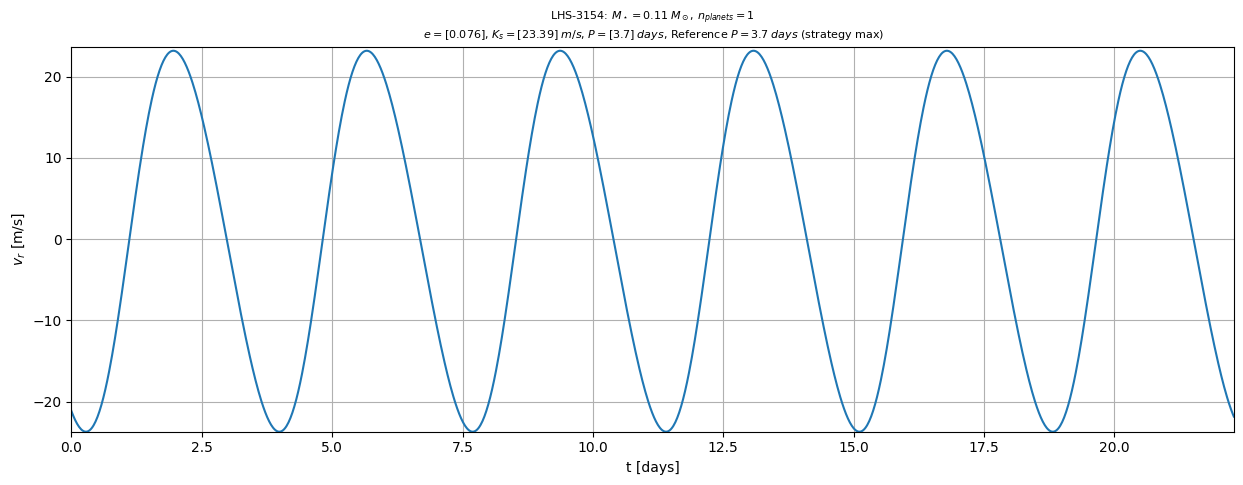 LHS-3154: M⋆ = 0.11 M⊙, n_planets = 1
e = [0.076], Kₛ = [23.39] m/s, P = [3.7] days, Reference P = 3.7 days (strategy max)
20
10
0
−10
−20
vᵣ [m/s]
0.0 2.5 5.0 7.5 10.0 12.5 15.0 17.5 20.0
t [days]